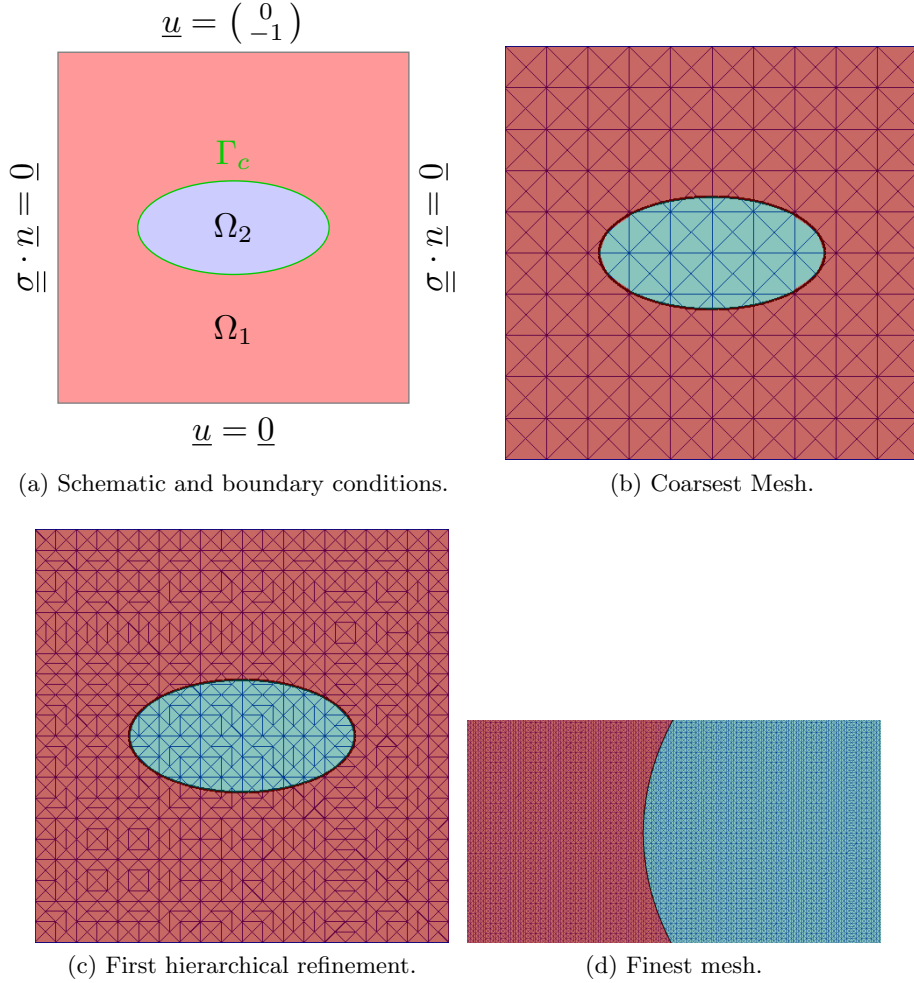 u = ( 0 -1 )
σ · n = 0
Γc
Ω2
Ω1
σ · n = 0
u = 0
(a) Schematic and boundary conditions.
(b) Coarsest Mesh.
(c) First hierarchical refinement.
(d) Finest mesh.